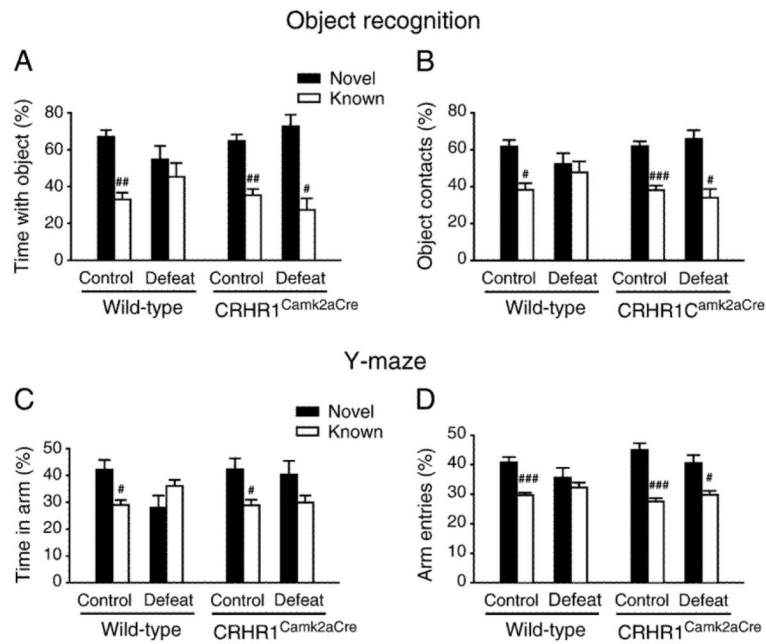 Object recognition
A
Novel
Known
Time with object (%)
80
60
40
20
0
##
##
#
Control Defeat Control Defeat
Wild-type CRHR1Camk2aCre
B
Object contacts (%)
80
60
40
20
0
#
###
#
Control Defeat Control Defeat
Wild-type CRHR1Camk2aCre
Y-maze
C
Novel
Known
Time in arm (%)
50
40
30
20
10
0
#
#
Control Defeat Control Defeat
Wild-type CRHR1Camk2aCre
D
Arm entries (%)
50
40
30
20
10
0
###
###
#
Control Defeat Control Defeat
Wild-type CRHR1Camk2aCre